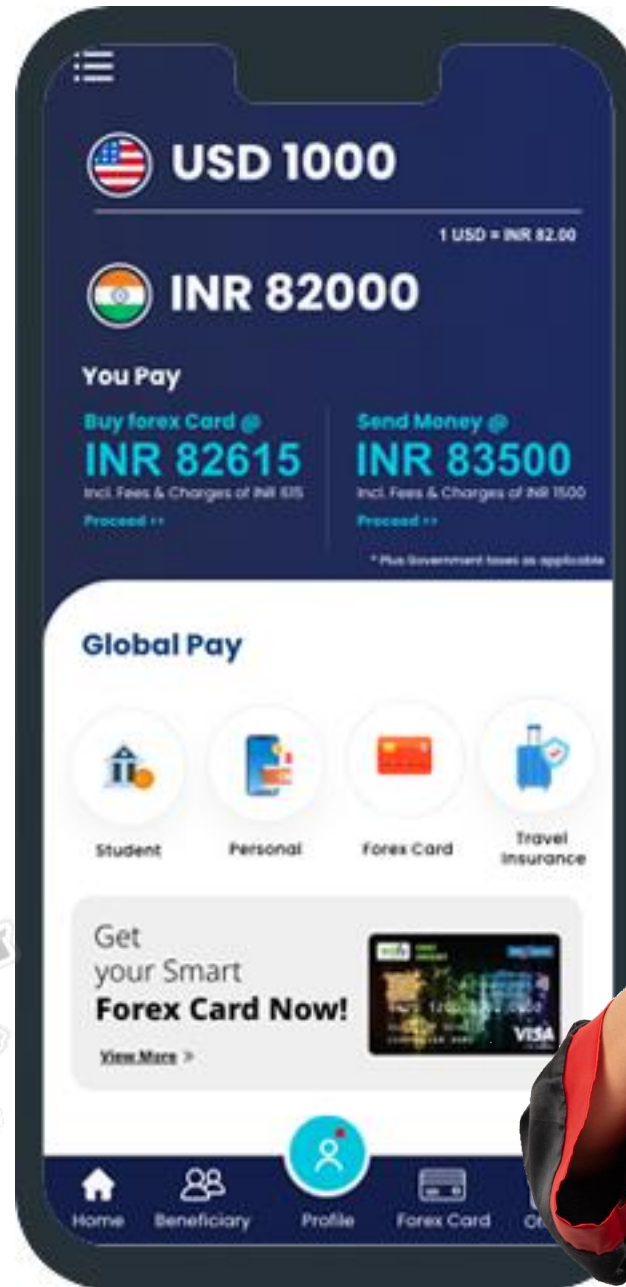 USD 1000
1 USD = INR 82.00
INR 82000
You Pay
Buy forex Card @
INR 82615
Incl. Fees & Charges of INR 615
Proceed >>
Send Money @
INR 83500
Incl. Fees & Charges of INR 1500
Proceed >>
* Plus Government taxes as applicable
Global Pay
Student
Personal
Forex Card
Travel
Insurance
Get
your Smart
Forex Card Now!
View More >
VISA
Home
Beneficiary
Profile
Forex Card